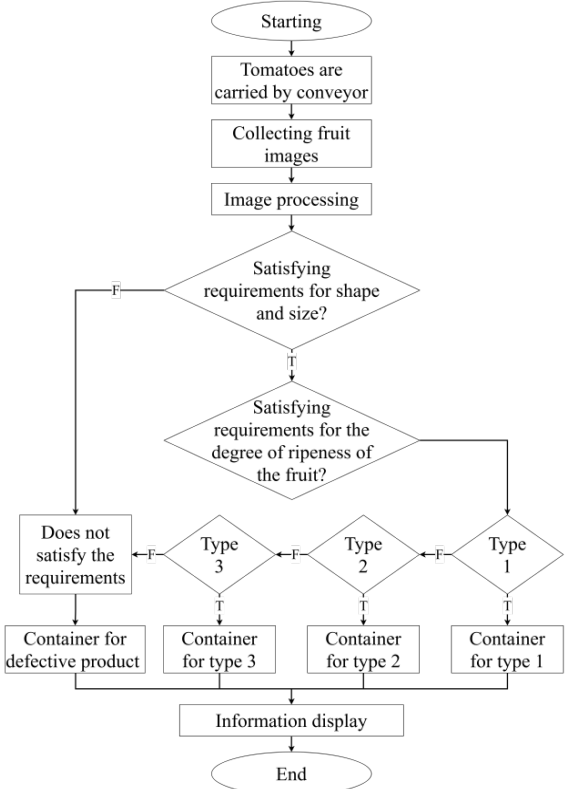 Starting
Tomatoes are
carried by conveyor
Collecting fruit
images
Image processing
Satisfying
requirements for shape
and size?
F
T
Satisfying
requirements for the
degree of ripeness of
the fruit?
Does not
satisfy the
requirements
F
Type
3
F
Type
2
F
Type
1
T
T
T
Container for
defective product
Container
for type 3
Container
for type 2
Container
for type 1
Information display
End